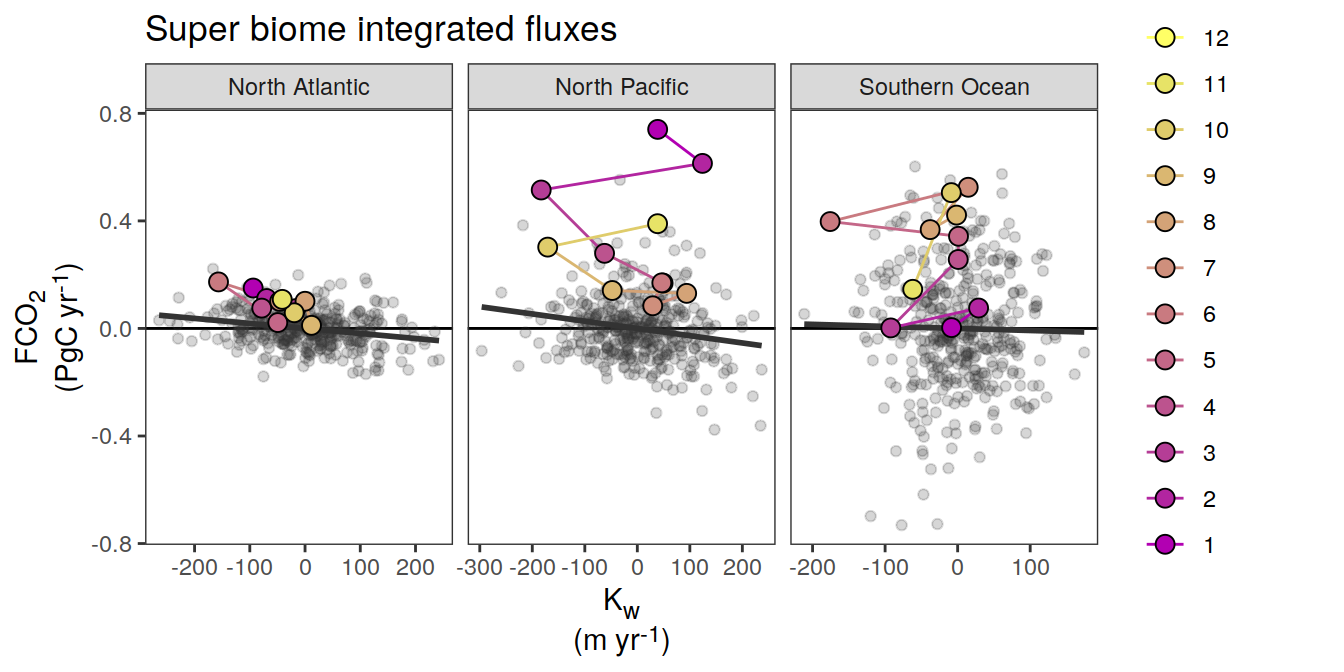 Super biome integrated fluxes
North Atlantic North Pacific Southern Ocean
FCO2
(PgC yr-1)
0.8
0.4
0.0
-0.4
-0.8
-200 -100 0 100 200 -300 -200 -100 0 100 200 -200 -100 0 100
Kw
(m yr-1)
12
11
10
9
8
7
6
5
4
3
2
1